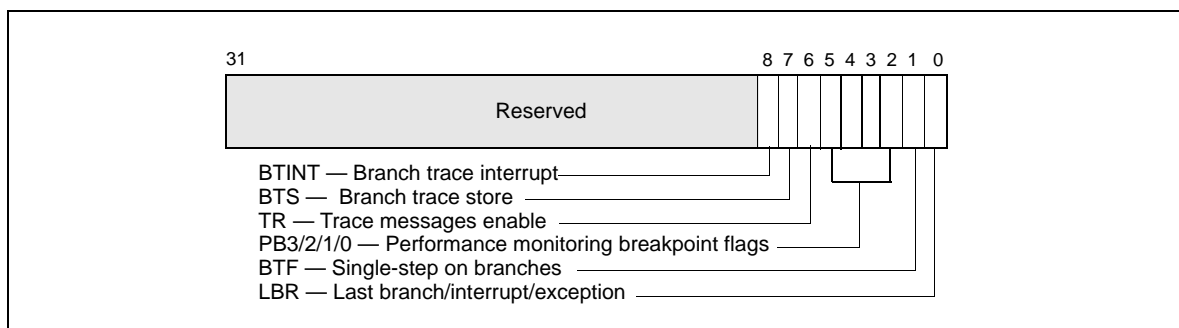 31 8 7 6 5 4 3 2 1 0
Reserved
BTINT — Branch trace interrupt
BTS — Branch trace store
TR — Trace messages enable
PB3/2/1/0 — Performance monitoring breakpoint flags
BTF — Single-step on branches
LBR — Last branch/interrupt/exception